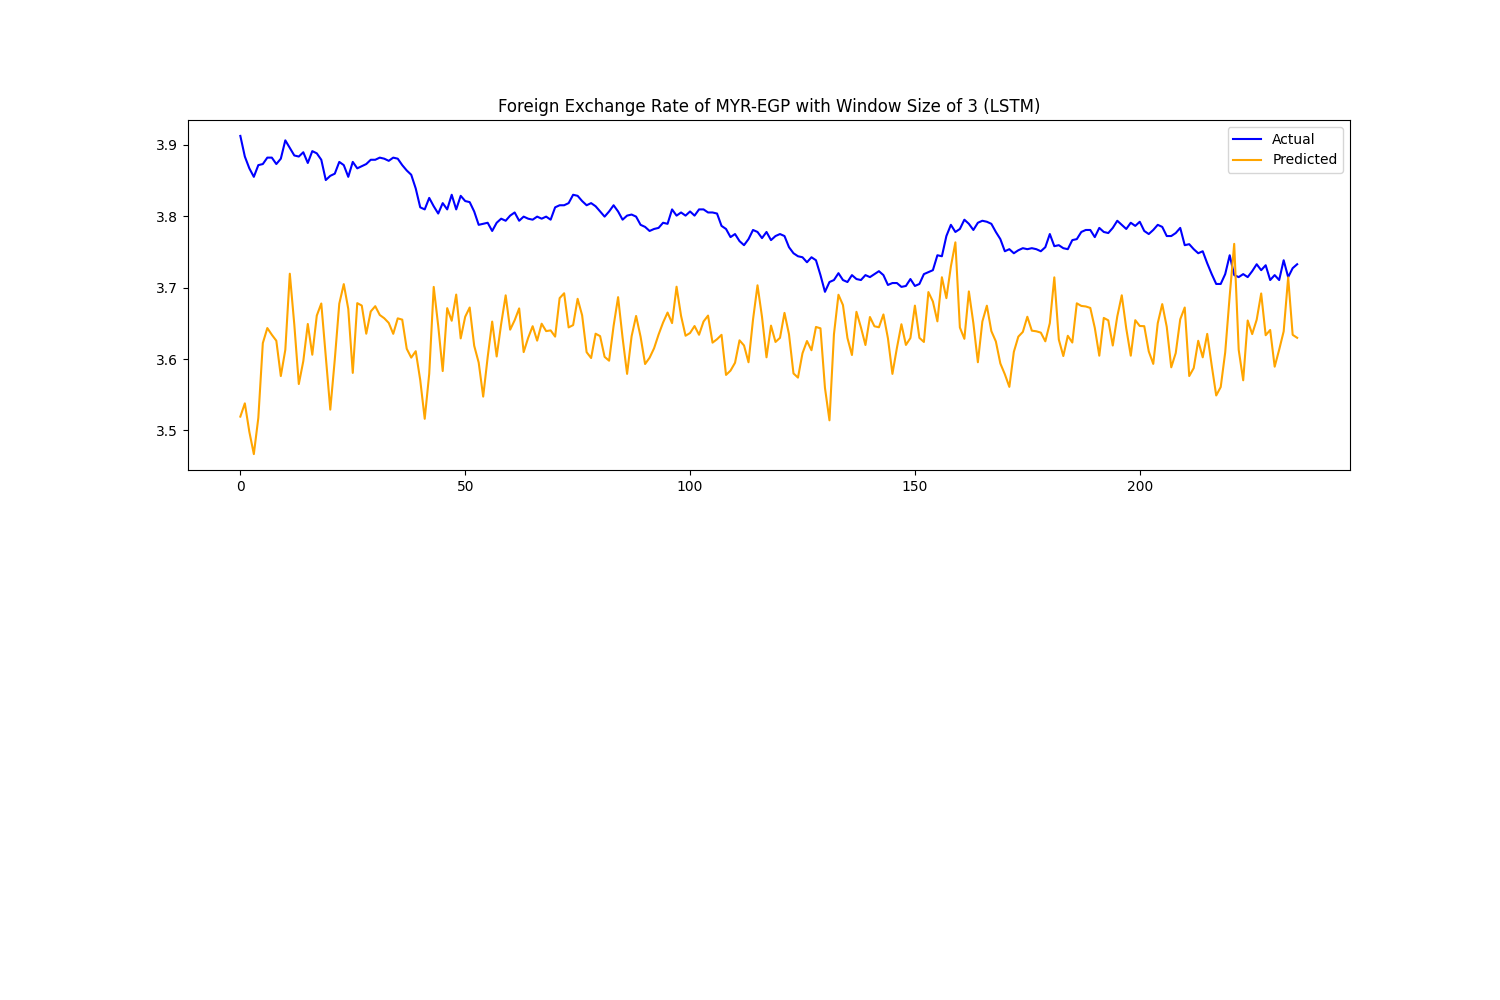 Foreign Exchange Rate of MYR-EGP with Window Size of 3 (LSTM)
Actual
Predicted
3.9
3.8
3.7
3.6
3.5
0 50 100 150 200